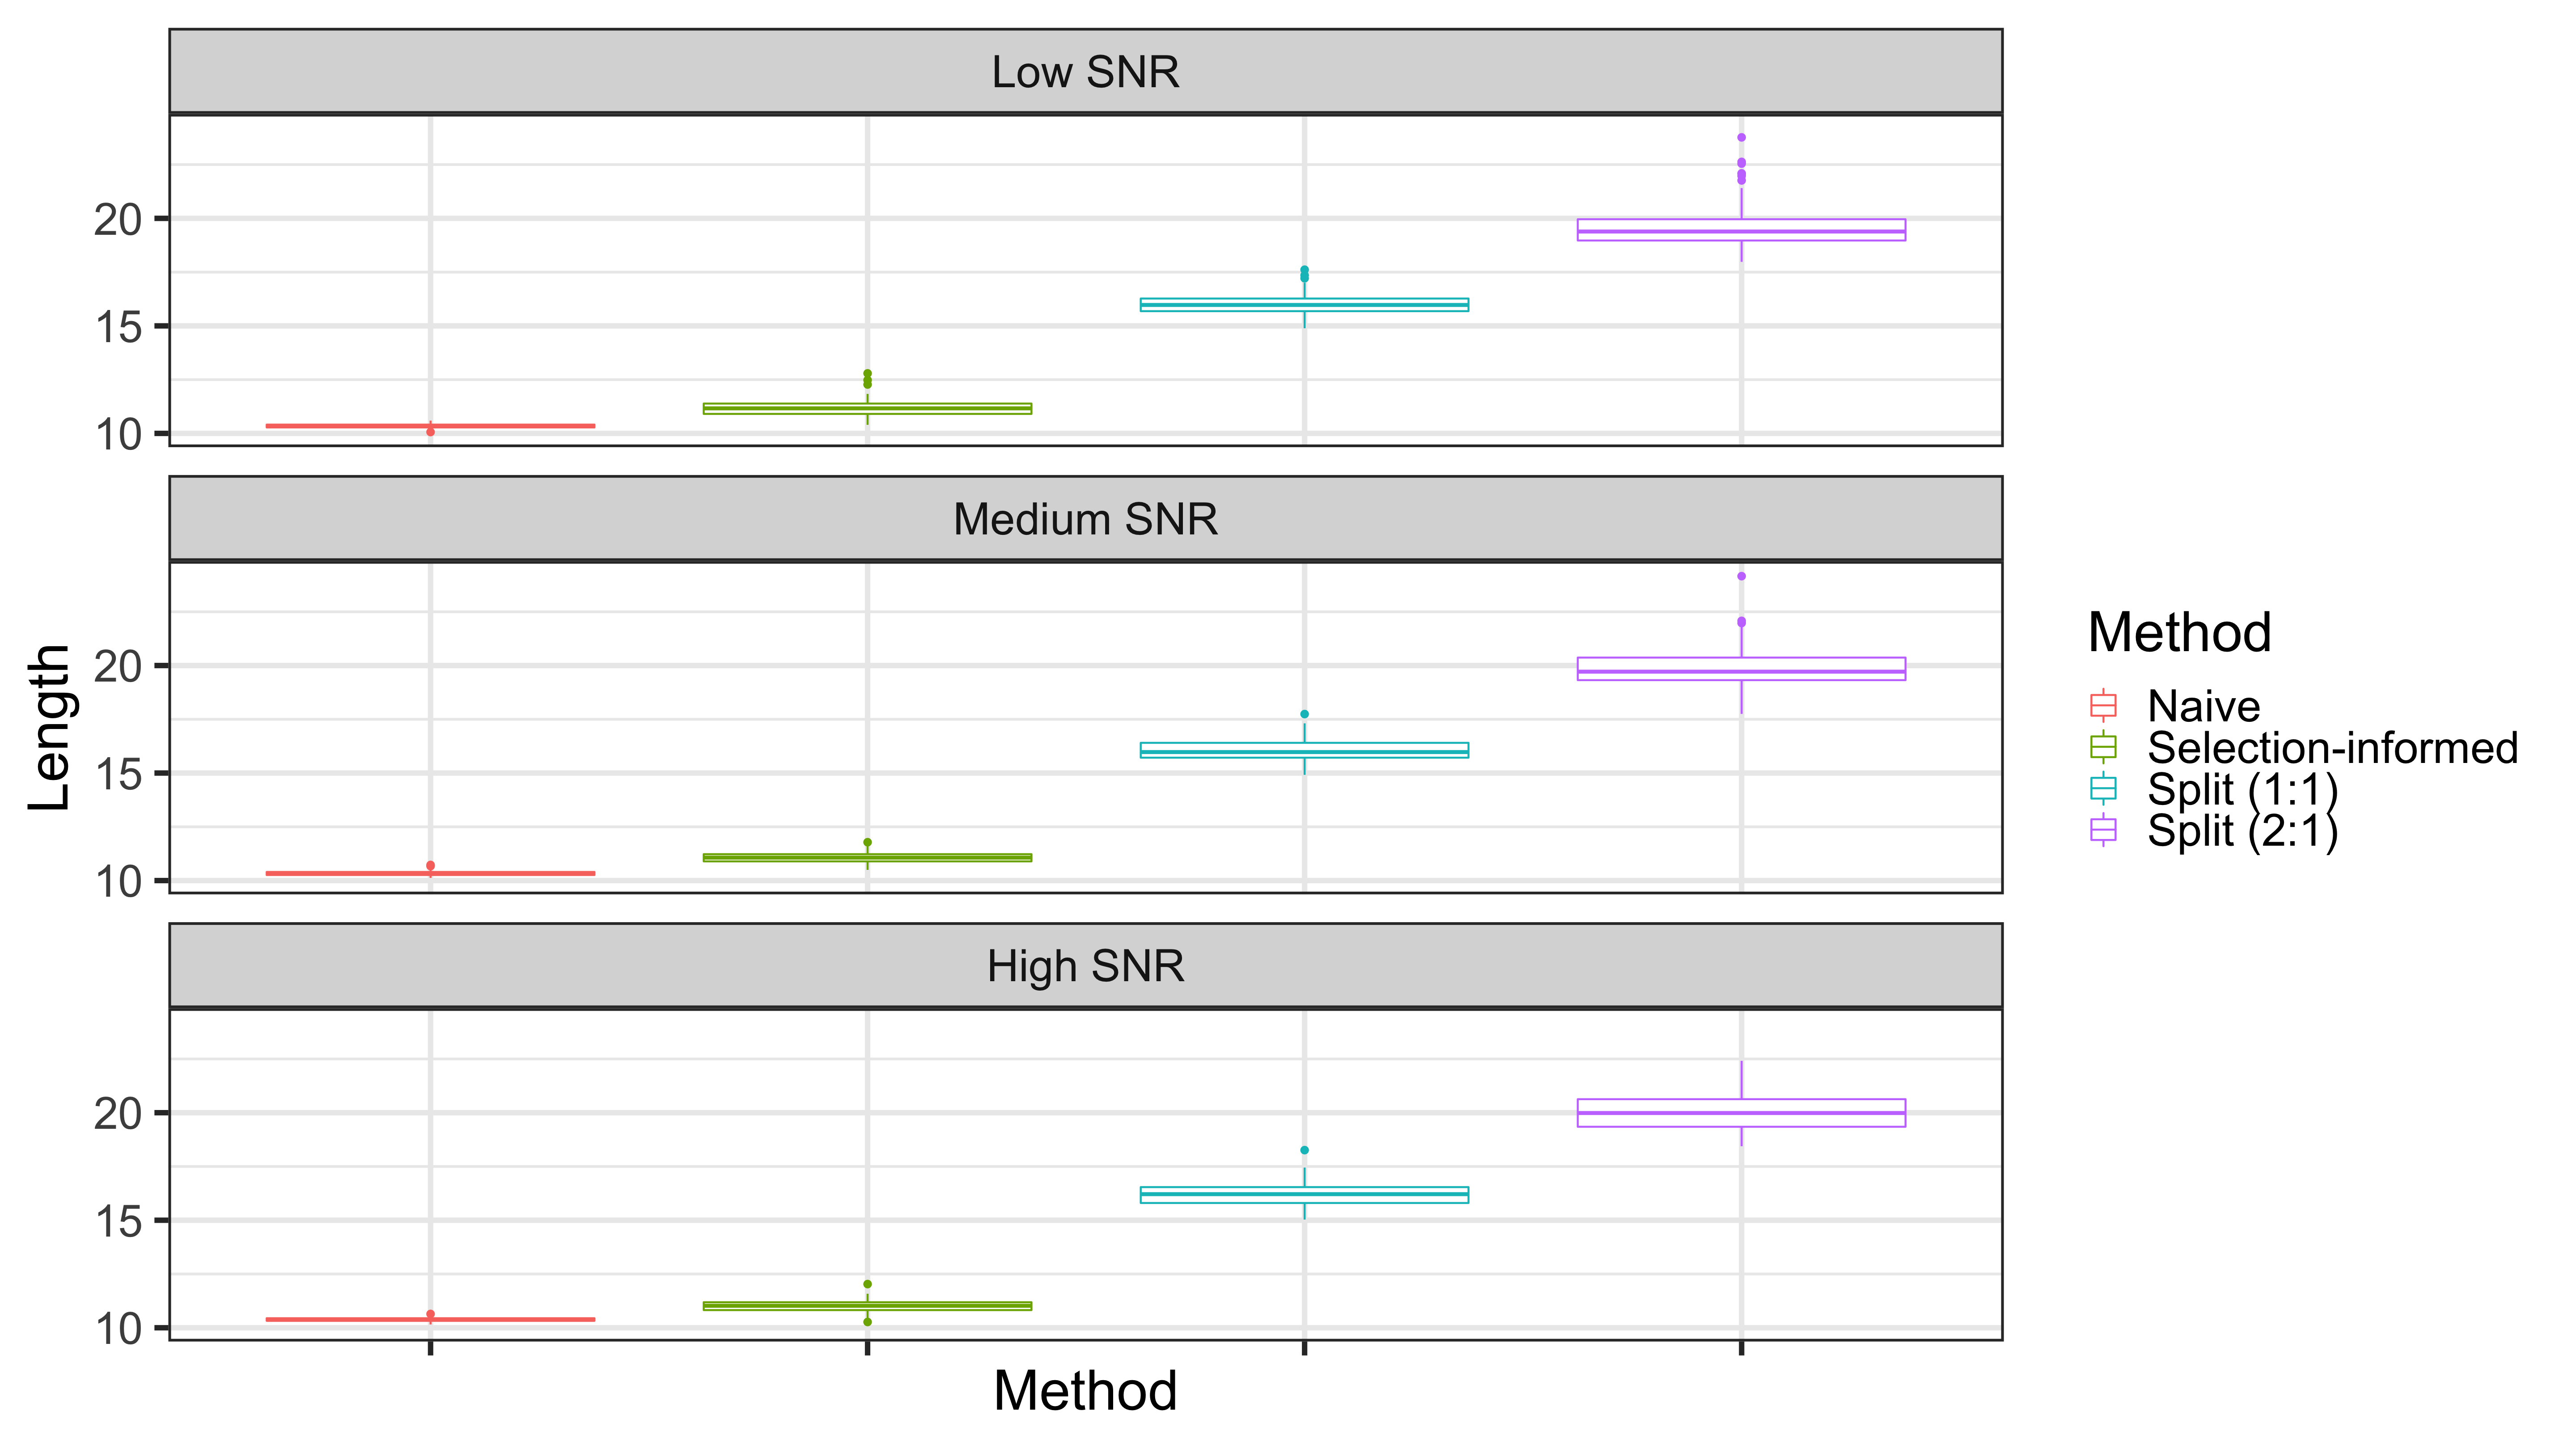 Low SNR
20
15
10
Medium SNR
20
15
10
High SNR
20
15
10
Length
Method
Method
Naive
Selection-informed
Split (1:1)
Split (2:1)